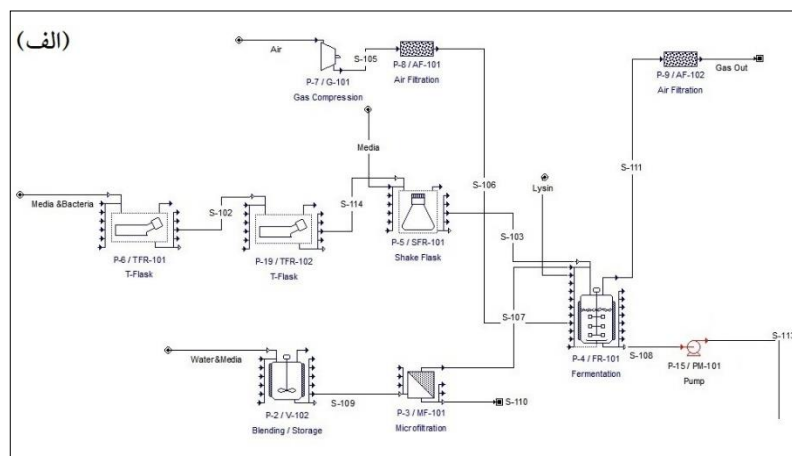 (الف)
Air
S-105
P-7 / G-101
Gas Compression
P-8 / AF-101
Air Filtration
P-9 / AF-102
Air Filtration
Gas Out
Media
S-106
S-111
Lysin
Media &Bacteria
S-102
S-114
S-103
P-6 / TFR-101
T-Flask
P-19 / TFR-102
T-Flask
P-5 / SFR-101
Shake Flask
S-107
Water&Media
P-4 / FR-101
Fermentation
S-108
P-15 / PM-101
Pump
S-109
P-2 / V-102
Blending / Storage
P-3 / MF-101
Microfiltration
S-110